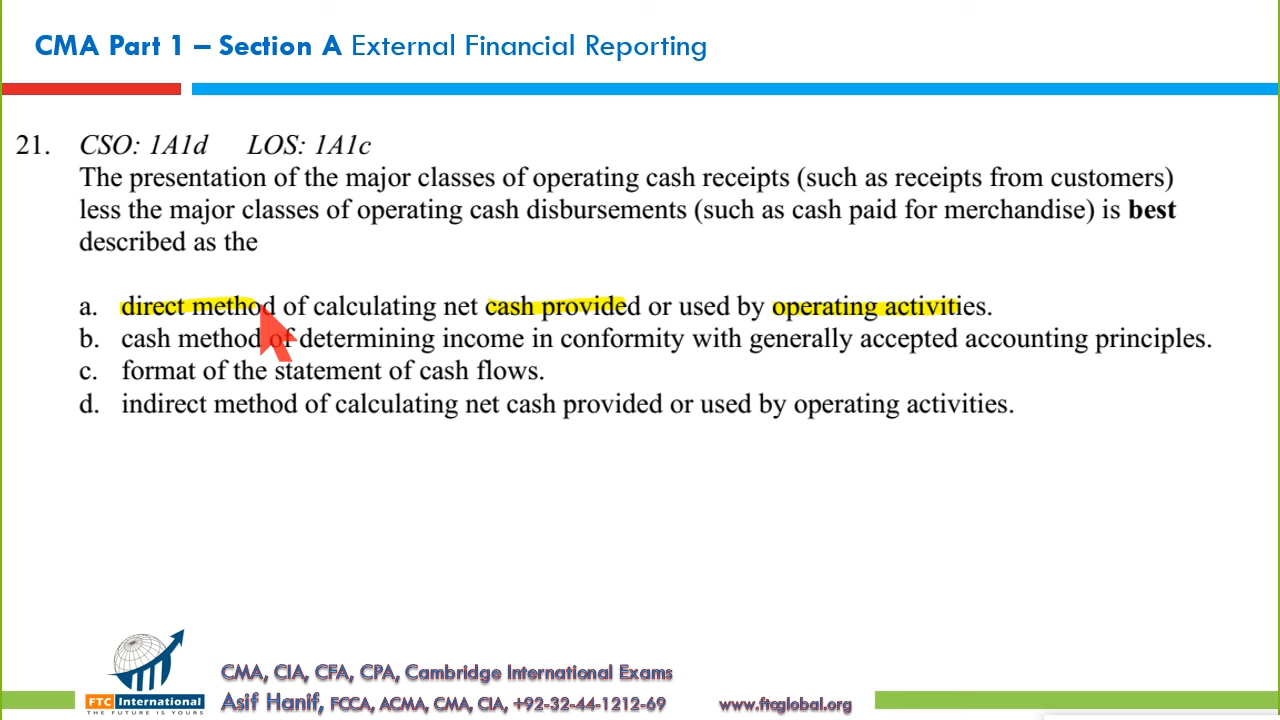 CMA Part 1 – Section A External Financial Reporting
21. CSO: 1A1d LOS: 1A1c
The presentation of the major classes of operating cash receipts (such as receipts from customers)
less the major classes of operating cash disbursements (such as cash paid for merchandise) is best
described as the
a. direct method of calculating net cash provided or used by operating activities.
b. cash method of determining income in conformity with generally accepted accounting principles.
c. format of the statement of cash flows.
d. indirect method of calculating net cash provided or used by operating activities.
FTC International
THE FUTURE IS YOURS
CMA, CIA, CFA, CPA, Cambridge International Exams
Asif Hanif, FCCA, ACMA, CMA, CIA, +92-32-44-1212-69 www.ftcglobal.org